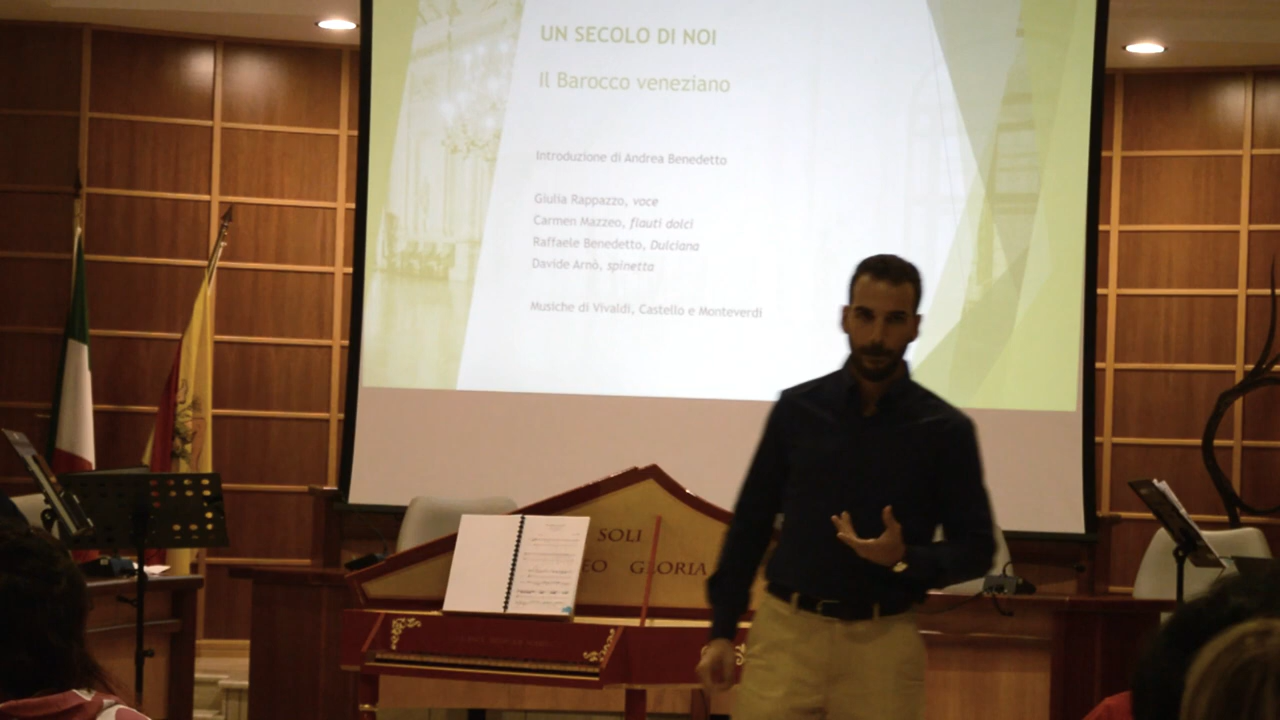 UN SECOLO DI NOI
Il Barocco veneziano
Introduzione di Andrea Benedetto
Giulia Rappazzo, voce
Carmen Mazzeo, flauti dolci
Raffaele Benedetto, Dulciana
Davide Arnò, spinetta
Musiche di Vivaldi, Castello e Monteverdi
SOLI
EO GLORIA